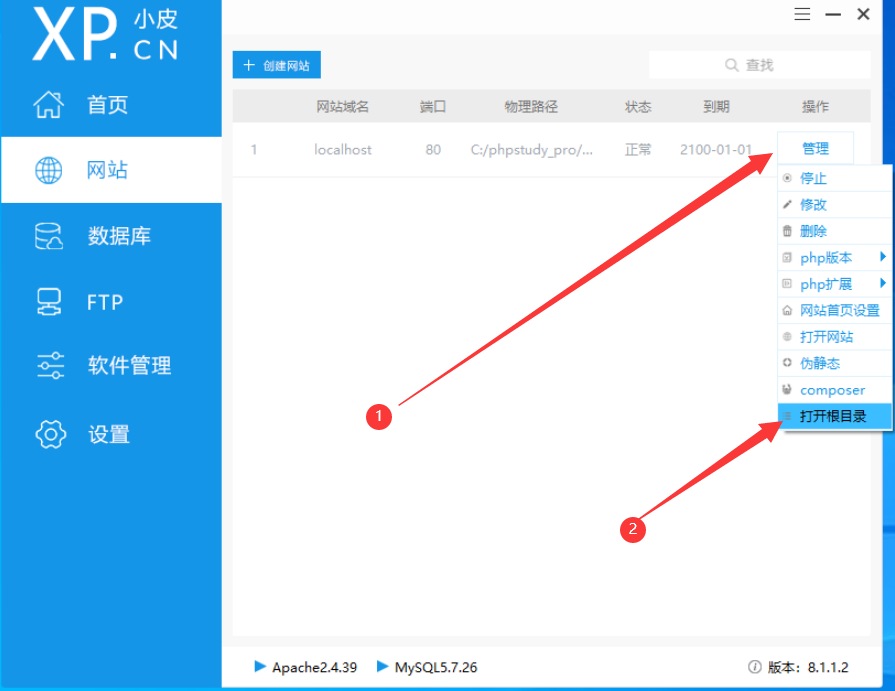 XP.CN 小皮
首页
网站
数据库
FTP
软件管理
设置
创建网站
查找
网站域名 端口 物理路径 状态 到期 操作
1 localhost 80 C:/phpstudy_pro/... 正常 2100-01-01 管理
停止
修改
删除
php版本
php扩展
网站首页设置
打开网站
伪静态
composer
打开根目录
1
2
Apache2.4.39 MySQL5.7.26 版本：8.1.1.2